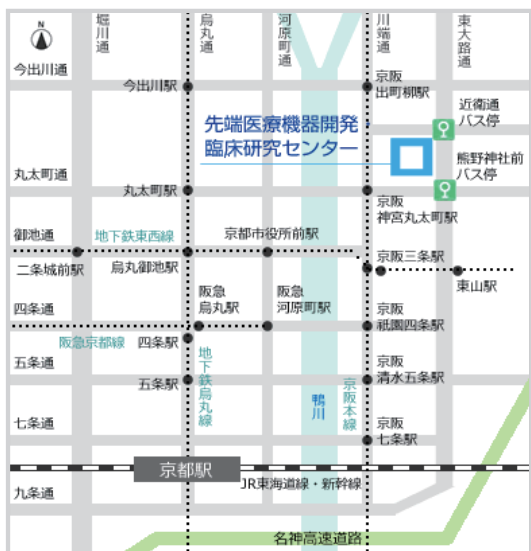 N
堀川通
烏丸通
河原町通
川端通
東大路通
今出川通
今出川駅
京阪
出町柳駅
近衛通
バス停
先端医療機器開発・
臨床研究センター
熊野神社前
バス停
丸太町通
丸太町駅
京阪
神宮丸太町駅
御池通
地下鉄東西線
京都市役所前駅
二条城前駅
烏丸御池駅
京阪三条駅
東山駅
四条通
阪急
烏丸駅
阪急
河原町駅
京阪
祇園四条駅
阪急京都線
四条駅
五条通
五条駅
地下鉄烏丸線
鴨川
京阪本線
京阪
清水五条駅
七条通
京阪
七条駅
京都駅
JR東海道線・新幹線
九条通
名神高速道路